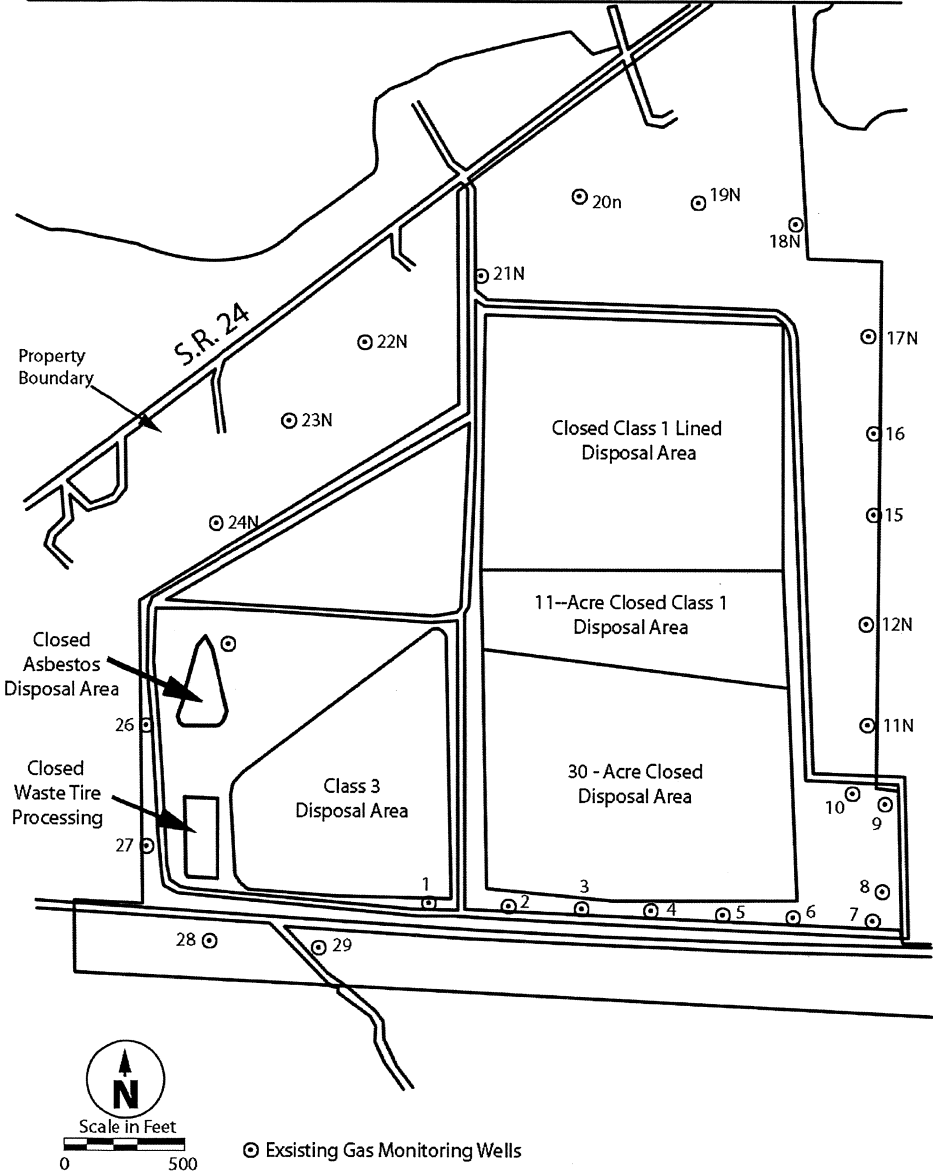 20n
19N
18N
21N
S.R. 24
17N
22N
Property
Boundary
23N
Closed Class 1 Lined
Disposal Area
16
15
24N
11--Acre Closed Class 1
Disposal Area
12N
Closed
Asbestos
Disposal Area
26
11N
Closed
Waste Tire
Processing
Class 3
Disposal Area
30 - Acre Closed
Disposal Area
10
9
27
1
2
3
4
5
6
7
8
28
29
N
Scale in Feet
0
500
Exsisting Gas Monitoring Wells